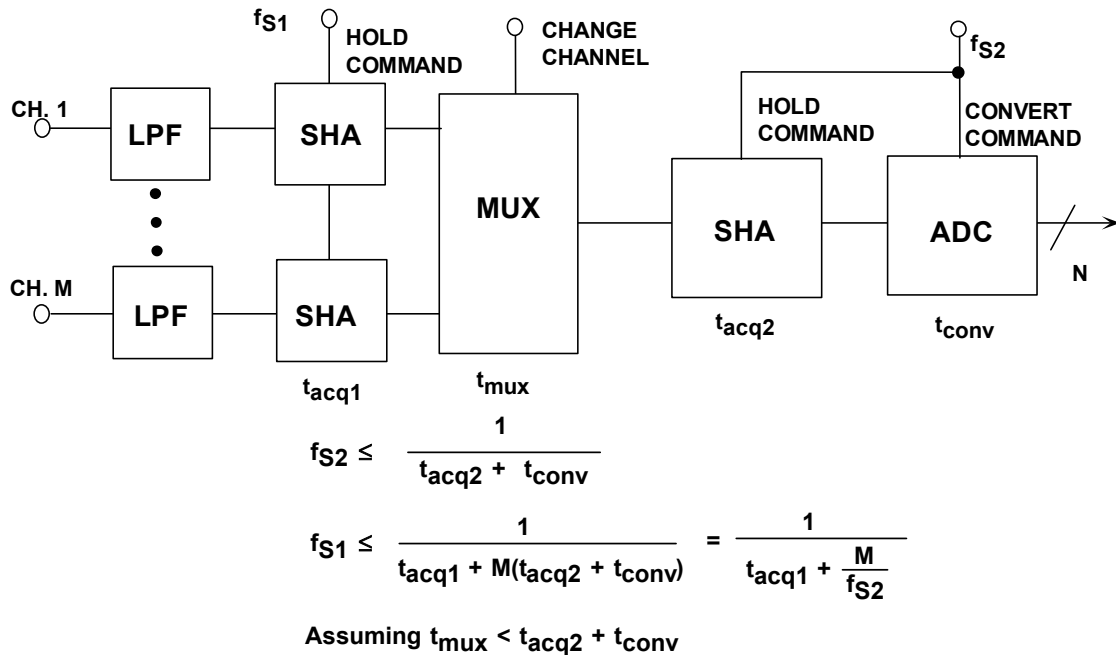 fS1
HOLD
COMMAND
CHANGE
CHANNEL
fS2
HOLD
COMMAND
CONVERT
COMMAND
CH. 1
LPF
SHA
MUX
SHA
ADC
N
CH. M
LPF
SHA
tacq1
tmux
tacq2
tconv
fS2 ≤ 1 / tacq2 + tconv
fS1 ≤ 1 / tacq1 + M(tacq2 + tconv) = 1 / tacq1 + M / fS2
Assuming tmux < tacq2 + tconv